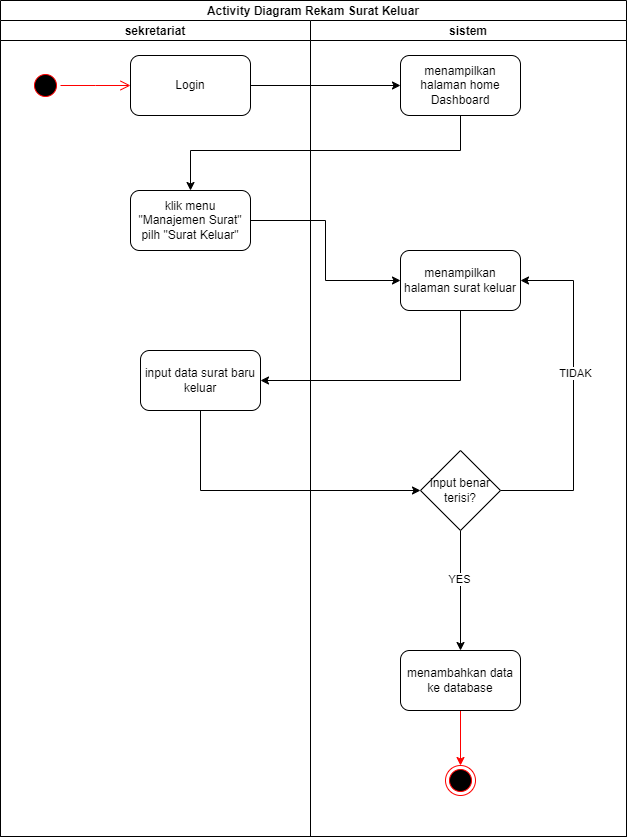 Activity Diagram Rekam Surat Keluar
sekretariat
sistem
Login
menampilkan
halaman home
Dashboard
klik menu
"Manajemen Surat"
pilh "Surat Keluar"
menampilkan
halaman surat keluar
input data surat baru
keluar
TIDAK
Input benar
terisi?
YES
menambahkan data
ke database